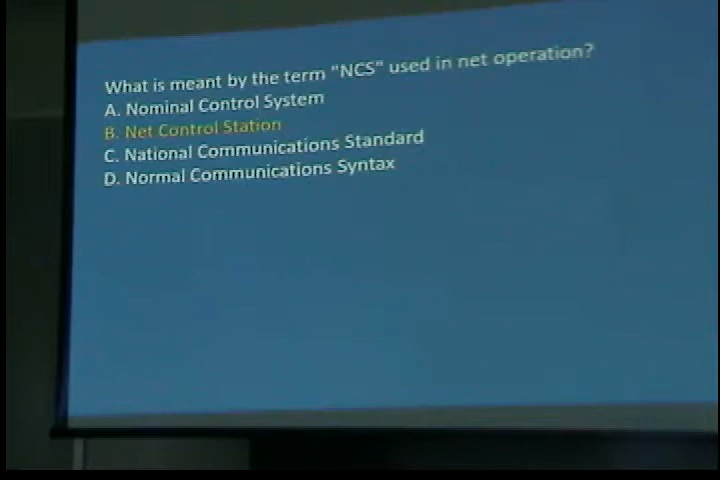 What is meant by the term "NCS" used in net operation?
A. Nominal Control System
B. Net Control Station
C. National Communications Standard
D. Normal Communications Syntax